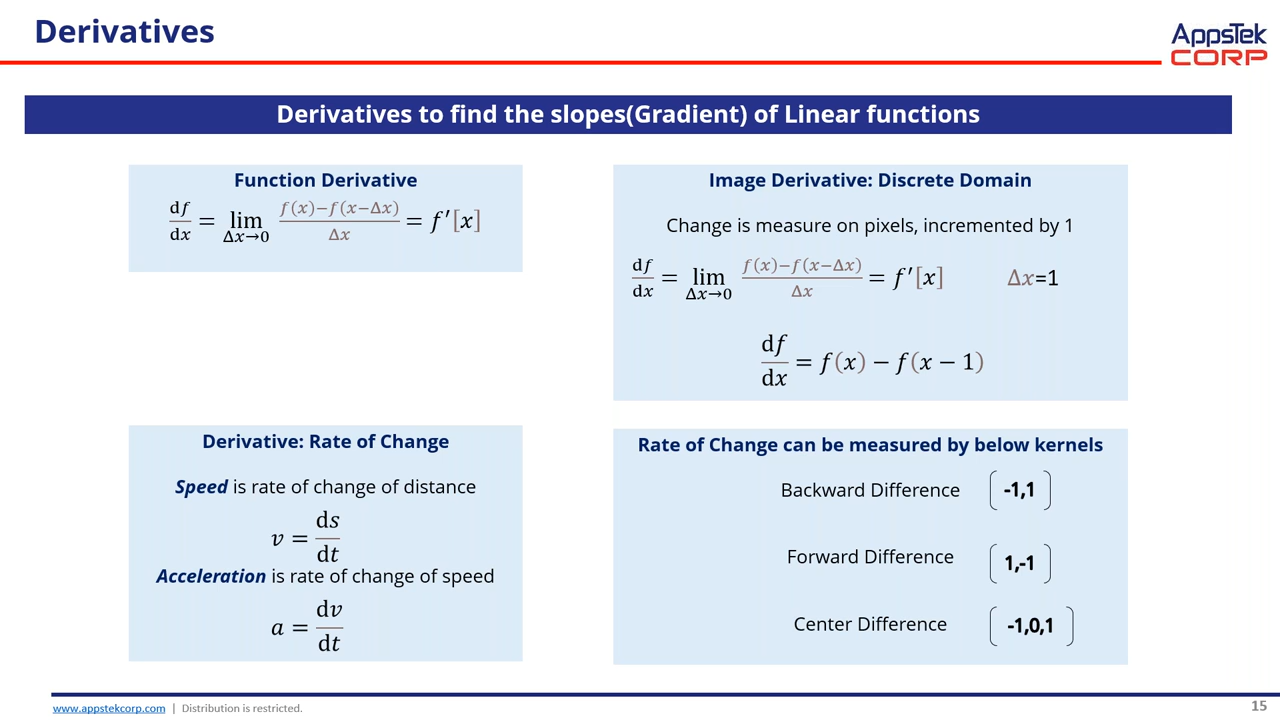 Derivatives
AppsTek
CORP
Derivatives to find the slopes(Gradient) of Linear functions
Function Derivative
df/dx = lim Δx→0 f(x)−f(x−Δx)/Δx = f′[x]
Image Derivative: Discrete Domain
Change is measure on pixels, incremented by 1
df/dx = lim Δx→0 f(x)−f(x−Δx)/Δx = f′[x] Δx=1
df/dx = f(x) − f(x − 1)
Derivative: Rate of Change
Speed is rate of change of distance
v = ds/dt
Acceleration is rate of change of speed
a = dv/dt
Rate of Change can be measured by below kernels
Backward Difference [-1,1]
Forward Difference [1,-1]
Center Difference [-1,0,1]
www.appstekcorp.com | Distribution is restricted.
15